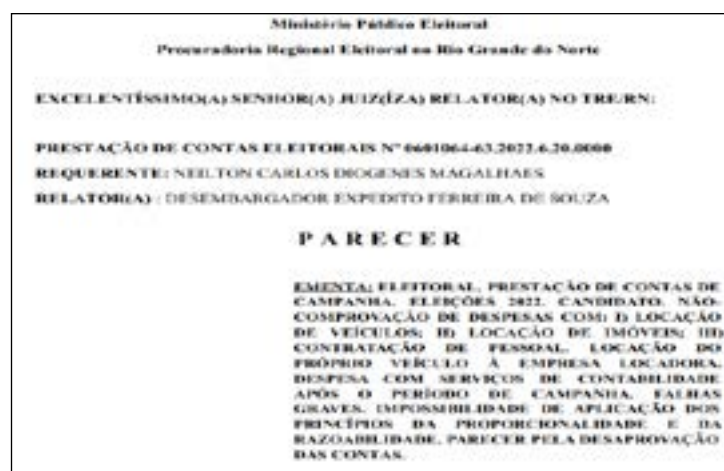 Ministério Público Eleitoral
Procuradoria Regional Eleitoral no Rio Grande do Norte
EXCELENTÍSSIMO(A) SENHOR(A) JUIZ(ÍZA) RELATOR(A) NO TRE/RN:
PRESTAÇÃO DE CONTAS ELEITORAIS Nº 0601064-63.2022.6.20.0000
REQUERENTE: NEILTON CARLOS DIOGENES MAGALHAES
RELATOR(A) : DESEMBARGADOR EXPEDITO FERREIRA DE SOUZA
PARECER
EMENTA: ELEITORAL. PRESTAÇÃO DE CONTAS DE
CAMPANHA. ELEIÇÕES 2022. CANDIDATO. NÃO-
COMPROVAÇÃO DE DESPESAS COM: I) LOCAÇÃO
DE VEÍCULOS; II) LOCAÇÃO DE IMÓVEIS; III)
CONTRATAÇÃO DE PESSOAL. LOCAÇÃO DO
PRÓPRIO VEÍCULO À EMPRESA LOCADORA.
DESPESA COM SERVIÇOS DE CONTABILIDADE
APÓS O PERÍODO DE CAMPANHA. FALHAS
GRAVES. IMPOSSIBILIDADE DE APLICAÇÃO DOS
PRINCÍPIOS DA PROPORCIONALIDADE E DA
RAZOABILIDADE. PARECER PELA DESAPROVAÇÃO
DAS CONTAS.